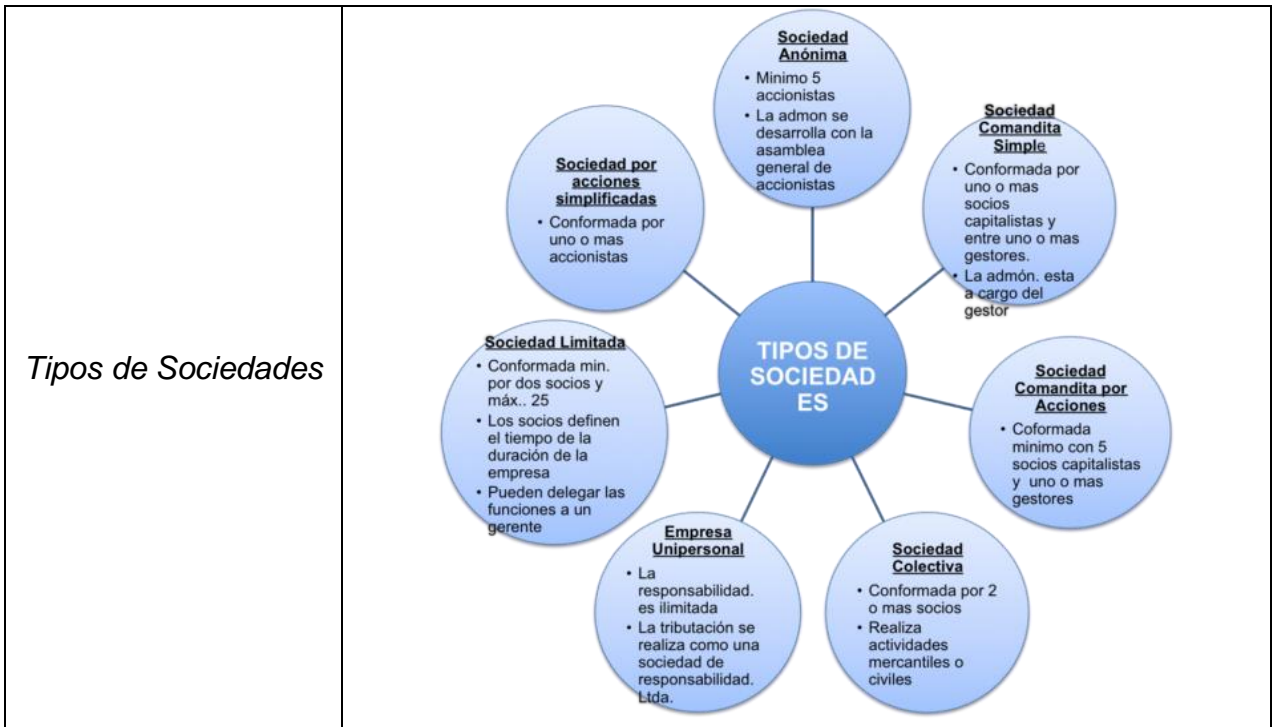 Tipos de Sociedades
TIPOS DE
SOCIEDAD
ES
Sociedad
Anónima
• Minimo 5
accionistas
• La admon se
desarrolla con la
asamblea
general de
accionistas
Sociedad
Comandita
Simple
• Conformada por
uno o mas
socios
capitalistas y
entre uno o mas
gestores.
• La admón. esta
a cargo del
gestor
Sociedad
Comandita por
Acciones
• Coformada
minimo con 5
socios capitalistas
y uno o mas
gestores
Sociedad
Colectiva
• Conformada por 2
o mas socios
• Realiza
actividades
mercantiles o
civiles
Empresa
Unipersonal
• La
responsabilidad.
es ilimitada
• La tributación se
realiza como una
sociedad de
responsabilidad.
Ltda.
Sociedad Limitada
• Conformada min.
por dos socios y
máx.. 25
• Los socios definen
el tiempo de la
duración de la
empresa
• Pueden delegar las
funciones a un
gerente
Sociedad por
acciones
simplificadas
• Conformada por
uno o mas
accionistas